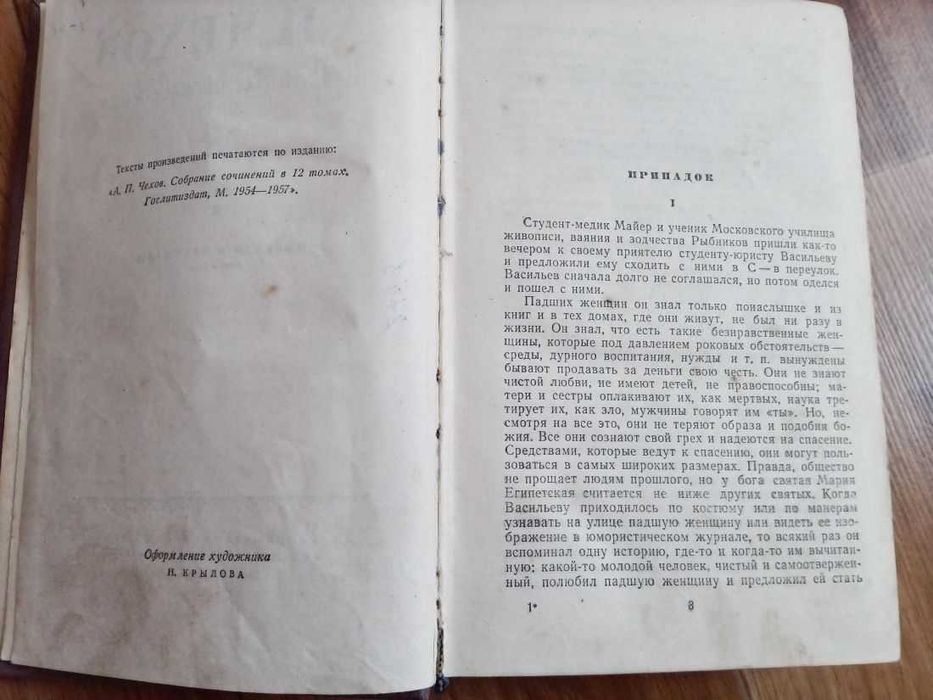 Тексты произведений печатаются по изданию:
«А. П. Чехов. Собрание сочинений в 12 томах.
Гослитиздат, М. 1954—1957».
Оформление художника
Н. КРЫЛОВА
ПРИПАДОК
I
Студент-медик Майер и ученик Московского училища
живописи, ваяния и зодчества Рыбников пришли как-то
вечером к своему приятелю студенту-юристу Васильеву
и предложили ему сходить с ними в С—в переулок.
Васильев сначала долго не соглашался, но потом оделся
и пошел с ними.
Падших женщин он знал только понаслышке и из
книг и в тех домах, где они живут, не был ни разу в
жизни. Он знал, что есть такие безнравственные жен-
щины, которые под давлением роковых обстоятельств —
среды, дурного воспитания, нужды и т. п. вынуждены
бывают продавать за деньги свою честь. Они не знают
чистой любви, не имеют детей, не правоспособны; ма-
тери и сестры оплакивают их, как мертвых, наука тре-
тирует их, как зло, мужчины говорят им «ты». Но, не-
смотря на все это, они не теряют образа и подобия бо-
жия. Все они сознают свой грех и надеются на спасение.
Средствами, которые ведут к спасению, они могут поль-
зоваться в самых широких размерах. Правда, общество
не прощает людям прошлого, но у бога святая Мария
Египетская считается не ниже других святых. Когда
Васильеву приходилось по костюму или по манерам
узнавать на улице падшую женщину или видеть ее изо-
бражение в юмористическом журнале, то всякий раз он
вспоминал одну историю, где-то и когда-то им вычитан-
ную; какой-то молодой человек, чистый и самоотвержен-
ный, полюбил падшую женщину и предложил ей стать
1*
3